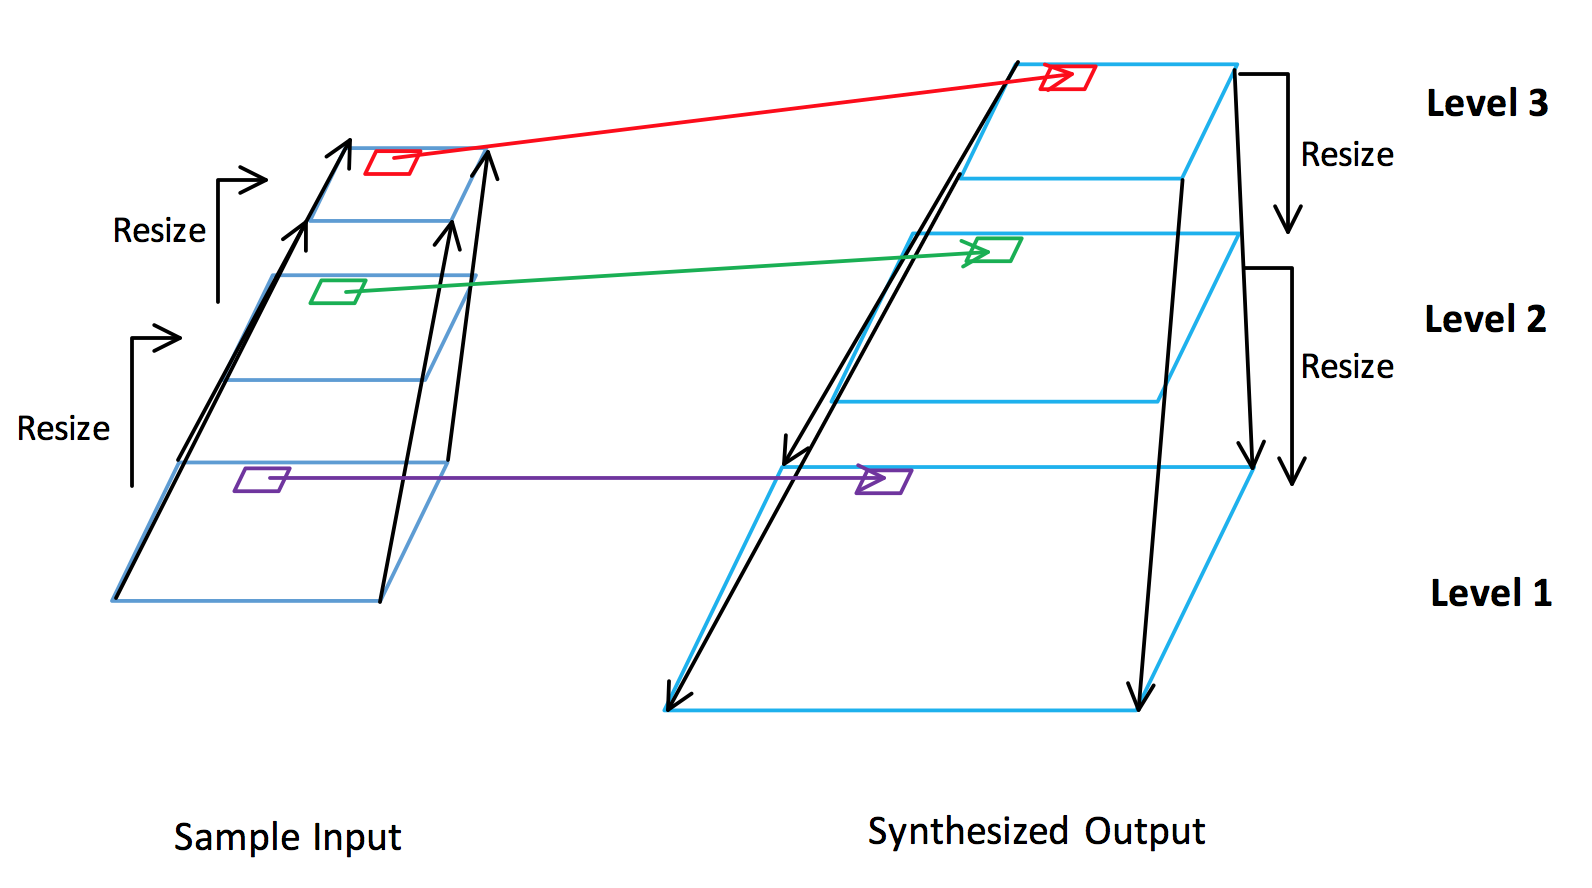 Level 3
Resize
Resize
Level 2
Resize
Resize
Level 1
Sample Input
Synthesized Output